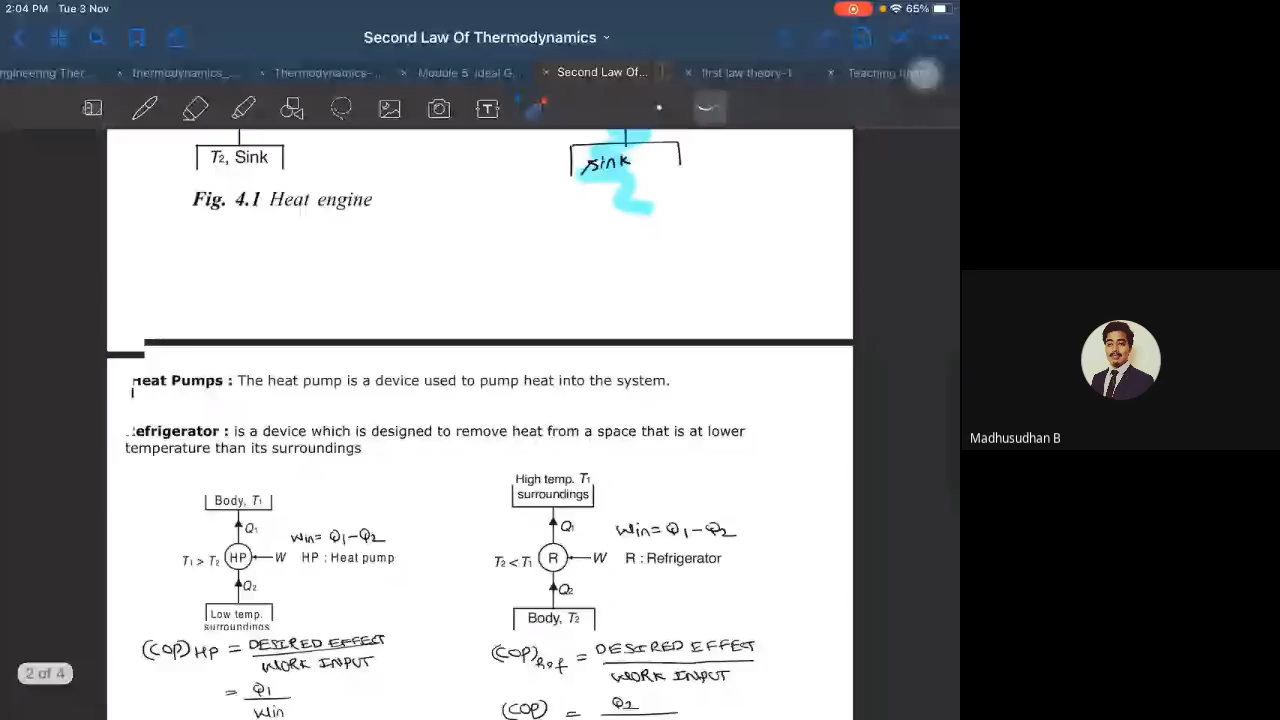 2:04 PM Tue 3 Nov
65%
Second Law Of Thermodynamics
ngineering Ther...
thermodynamics_...
Thermodynamics-...
Module 5 Ideal G...
Second Law Of...
first law theory-1
Teaching
T2, Sink
sink
Fig. 4.1 Heat engine
eat Pumps : The heat pump is a device used to pump heat into the system.
efrigerator : is a device which is designed to remove heat from a space that is at lower
temperature than its surroundings
Body, T1
Q1
Win= Q1-Q2
T1 > T2
HP
W
HP : Heat pump
Q2
Low temp.
surroundings
(COP)HP = DESIRED EFFECT
WORK INPUT
= Q1
Win
High temp. T1
surroundings
Q1
Win= Q1-Q2
T2 < T1
R
W
R : Refrigerator
Q2
Body, T2
(COP)Ref = DESIRED EFFECT
WORK INPUT
(COP) = Q2
2 of 4
Madhusudhan B